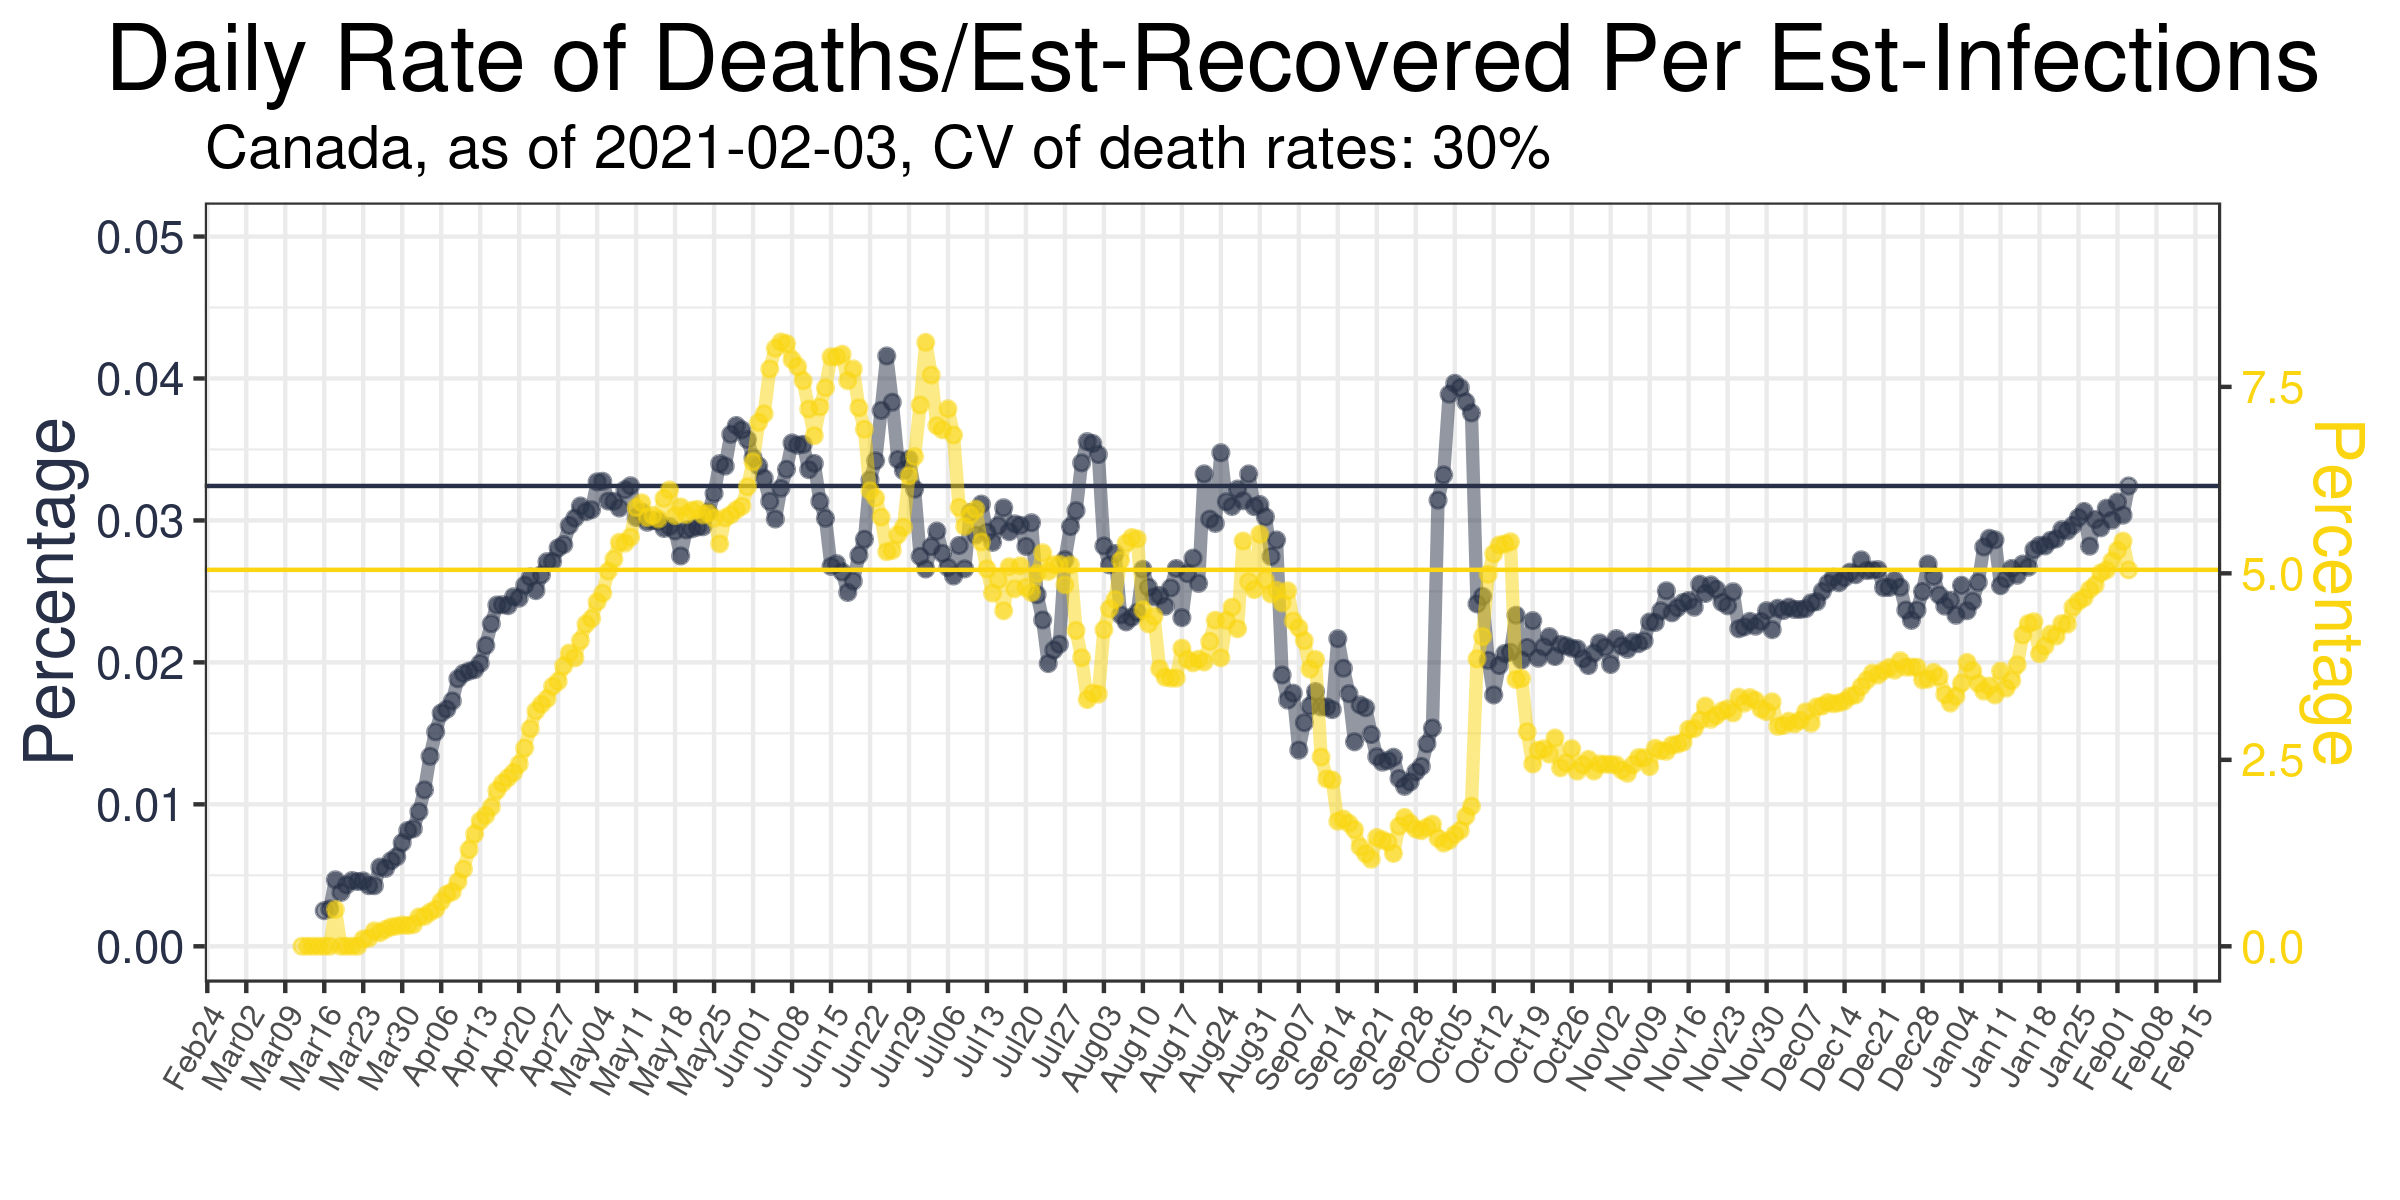 Daily Rate of Deaths/Est-Recovered Per Est-Infections
Canada, as of 2021-02-03, CV of death rates: 30%
Percentage
0.05
0.04
0.03
0.02
0.01
0.00
7.5
5.0
2.5
0.0
Percentage
Feb24
Mar02
Mar09
Mar16
Mar23
Mar30
Apr06
Apr13
Apr20
Apr27
May04
May11
May18
May25
Jun01
Jun08
Jun15
Jun22
Jun29
Jul06
Jul13
Jul20
Jul27
Aug03
Aug10
Aug17
Aug24
Aug31
Sep07
Sep14
Sep21
Sep28
Oct05
Oct12
Oct19
Oct26
Nov02
Nov09
Nov16
Nov23
Nov30
Dec07
Dec14
Dec21
Dec28
Jan04
Jan11
Jan18
Jan25
Feb01
Feb08
Feb15